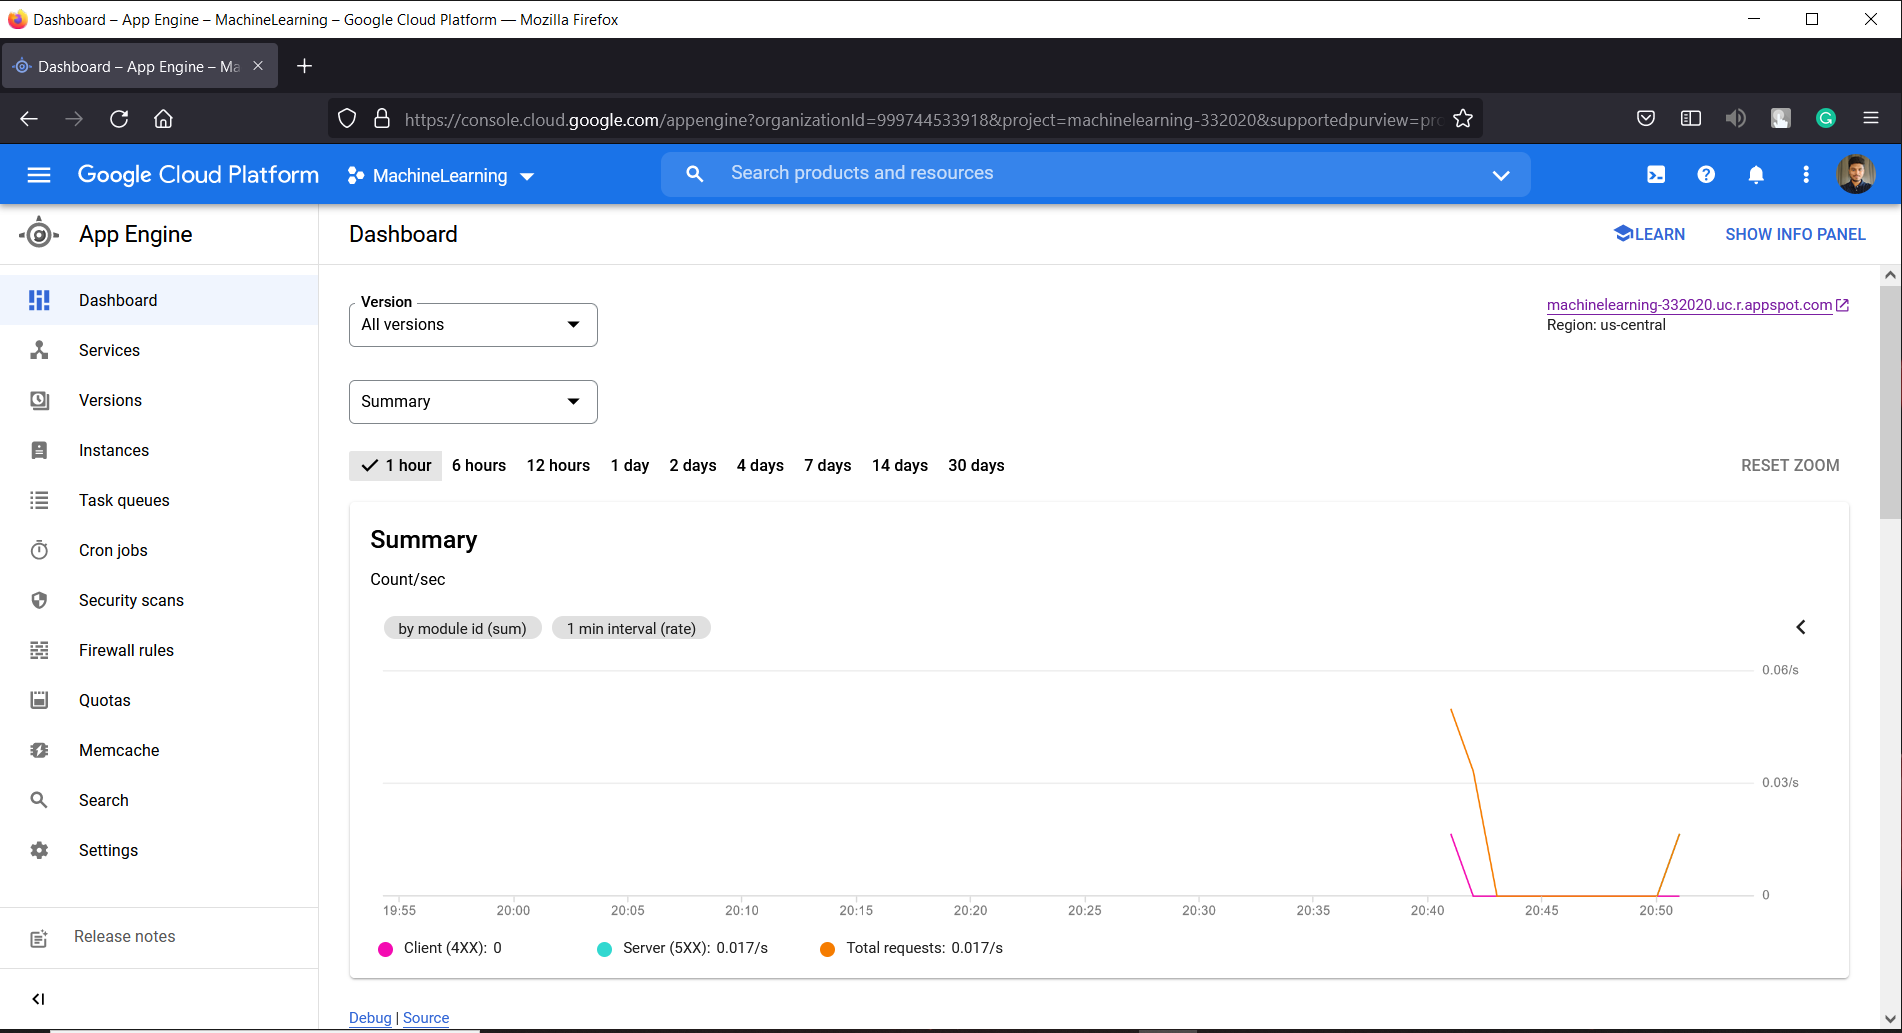 Dashboard – App Engine – MachineLearning – Google Cloud Platform — Mozilla Firefox
Dashboard – App Engine – Ma
https://console.cloud.google.com/appengine?organizationId=999744533918&project=machinelearning-332020&supportedpurview=pro
Google Cloud Platform
MachineLearning
Search products and resources
App Engine
Dashboard
LEARN
SHOW INFO PANEL
Dashboard
Services
Versions
Instances
Task queues
Cron jobs
Security scans
Firewall rules
Quotas
Memcache
Search
Settings
Release notes
Version
All versions
machinelearning-332020.uc.r.appspot.com
Region: us-central
Summary
1 hour 6 hours 12 hours 1 day 2 days 4 days 7 days 14 days 30 days
RESET ZOOM
Summary
Count/sec
by module id (sum) 1 min interval (rate)
0.06/s
0.03/s
0
19:55 20:00 20:05 20:10 20:15 20:20 20:25 20:30 20:35 20:40 20:45 20:50
Client (4XX): 0 Server (5XX): 0.017/s Total requests: 0.017/s
Debug | Source